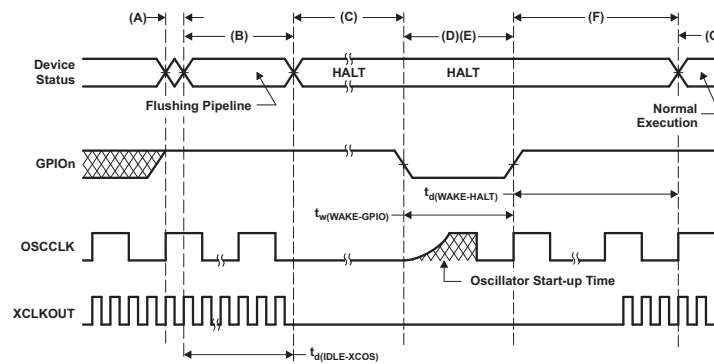 (A)
(B)
(C)
(D)(E)
(F)
Device
Status
Flushing Pipeline
HALT
HALT
Normal
Execution
GPIOn
td(WAKE-HALT)
tw(WAKE-GPIO)
OSCCLK
Oscillator Start-up Time
XCLKOUT
td(IDLE-XCOS)